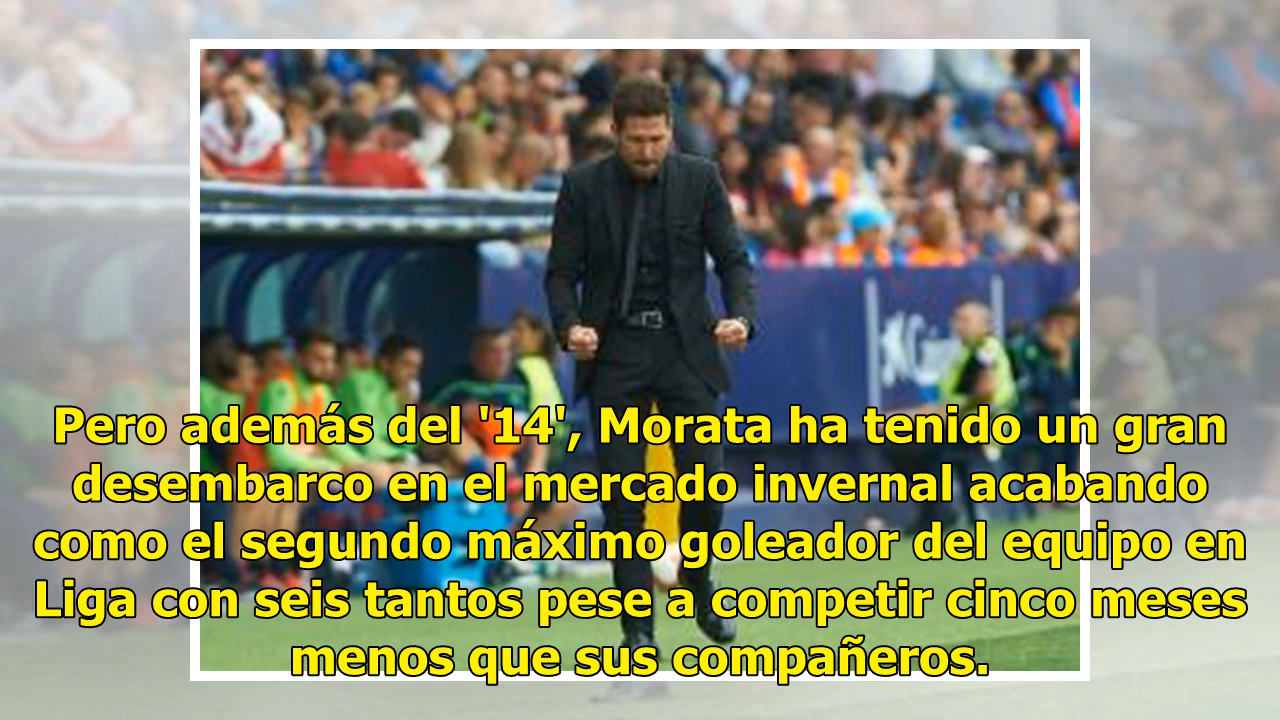 Pero además del '14', Morata ha tenido un gran
desembarco en el mercado invernal acabando
como el segundo máximo goleador del equipo en
Liga con seis tantos pese a competir cinco meses
menos que sus compañeros.